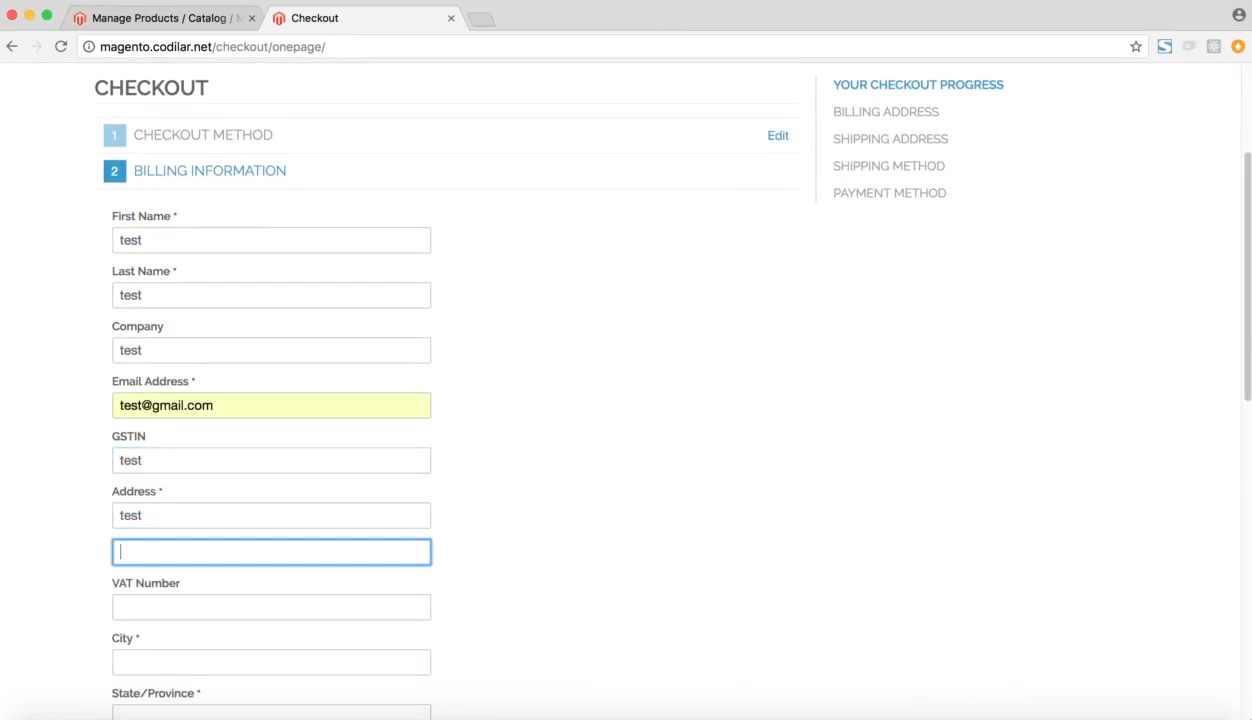 Manage Products / Catalog / M
Checkout
magento.codilar.net/checkout/onepage/
CHECKOUT
1 CHECKOUT METHOD Edit
2 BILLING INFORMATION
First Name *
test
Last Name *
test
Company
test
Email Address *
test@gmail.com
GSTIN
test
Address *
test
VAT Number
City *
State/Province *
YOUR CHECKOUT PROGRESS
BILLING ADDRESS
SHIPPING ADDRESS
SHIPPING METHOD
PAYMENT METHOD